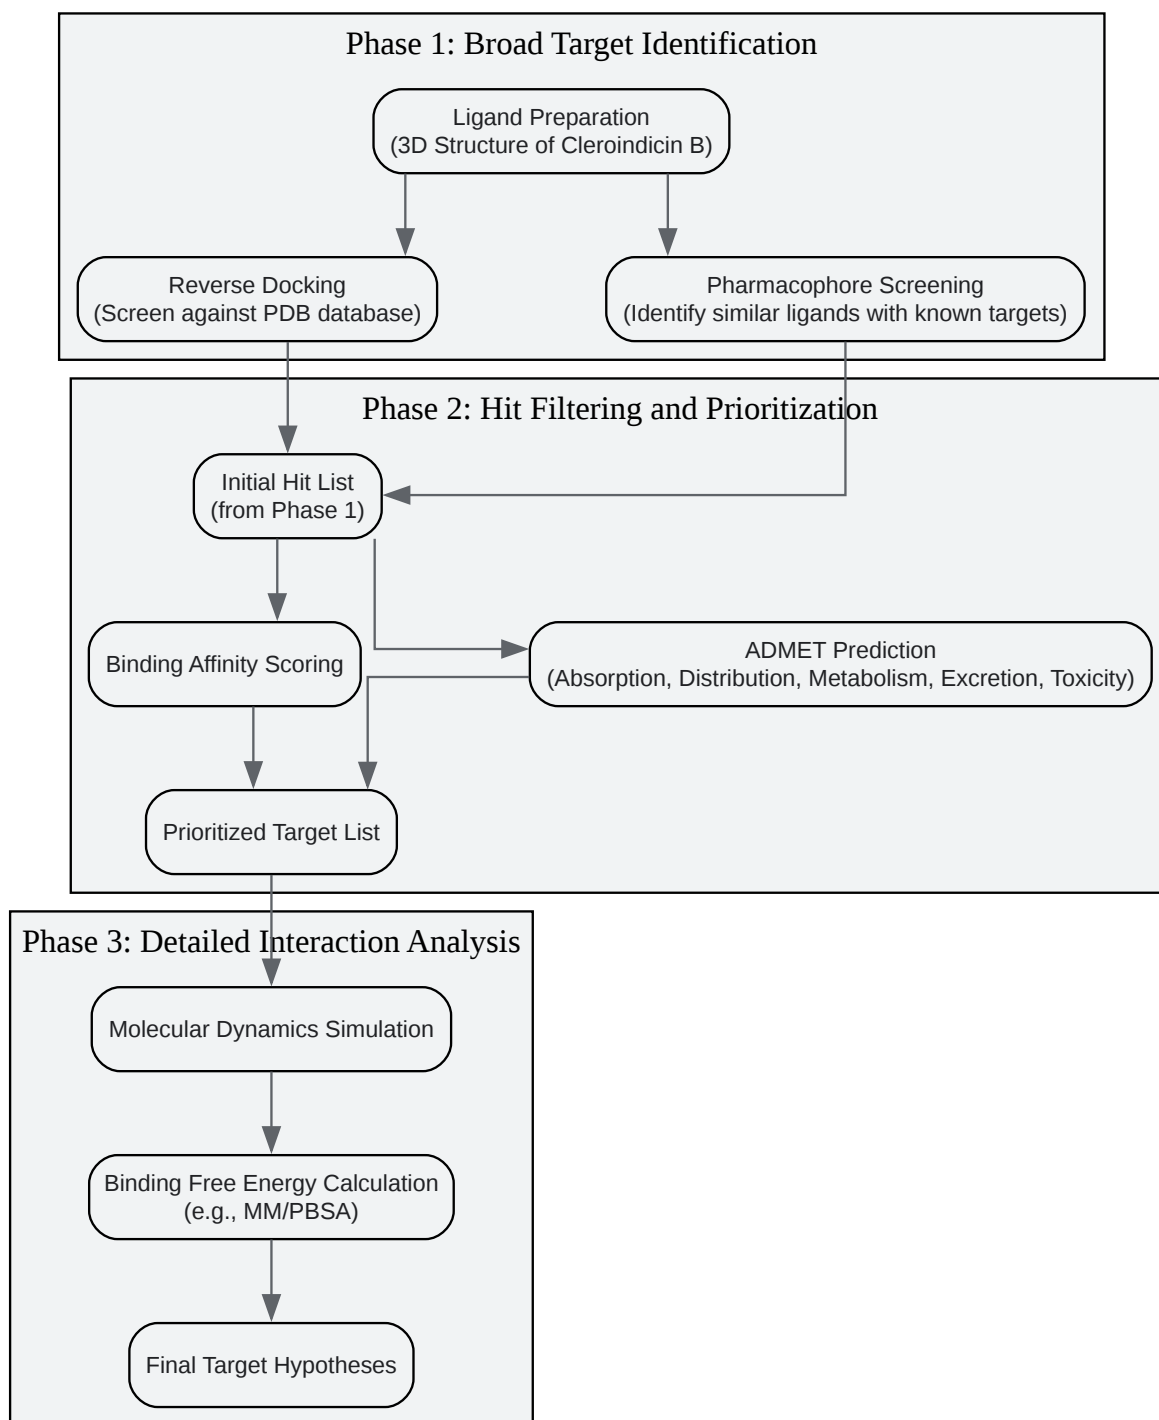 Phase 1: Broad Target Identification
Ligand Preparation
(3D Structure of Cleroindicin B)
Reverse Docking
(Screen against PDB database)
Pharmacophore Screening
(Identify similar ligands with known targets)
Phase 2: Hit Filtering and Prioritization
Initial Hit List
(from Phase 1)
Binding Affinity Scoring
ADMET Prediction
(Absorption, Distribution, Metabolism, Excretion, Toxicity)
Prioritized Target List
Phase 3: Detailed Interaction Analysis
Molecular Dynamics Simulation
Binding Free Energy Calculation
(e.g., MM/PBSA)
Final Target Hypotheses